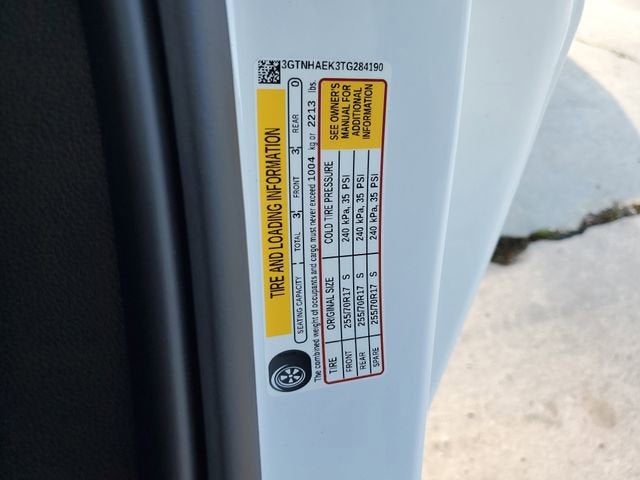 3GTNHAEK3TG284190
TIRE AND LOADING INFORMATION
SEATING CAPACITY TOTAL 3 FRONT 3 REAR 0
The combined weight of occupants and cargo must never exceed 1004 kg or 2213 lbs.
TIRE ORIGINAL SIZE COLD TIRE PRESSURE
FRONT 255/70R17 S 240 kPa, 35 PSI
REAR 255/70R17 S 240 kPa, 35 PSI
SPARE 255/70R17 S 240 kPa, 35 PSI
SEE OWNER'S
MANUAL FOR
ADDITIONAL
INFORMATION